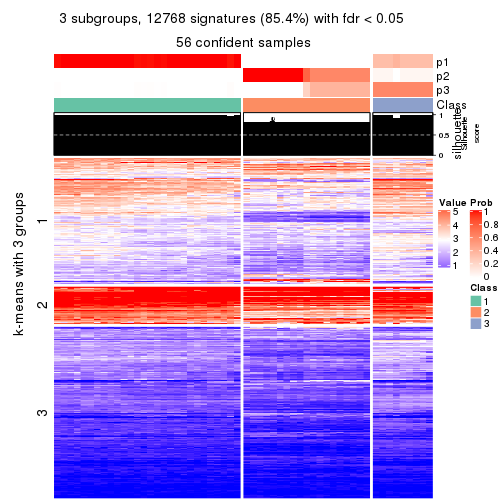 3 subgroups, 12768 signatures (85.4%) with fdr < 0.05
56 confident samples
p1
p2
p3
Class
1
0.5
0
silhouette
Silhouette
score
k-means with 3 groups
1
2
3
Value
5
4
3
2
1
Prob
1
0.8
0.6
0.4
0.2
0
Class
1
2
3